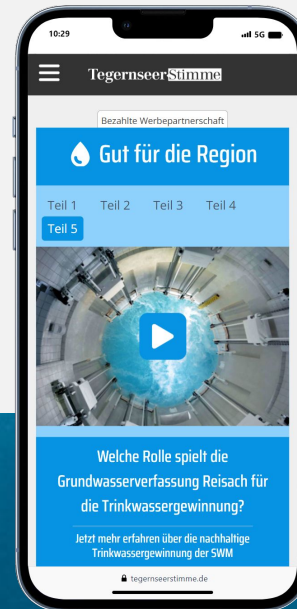 10:29
5G
TegernseerStimme
Bezahlte Werbepartnerschaft
Gut für die Region
Teil 1 Teil 2 Teil 3 Teil 4
Teil 5
Welche Rolle spielt die
Grundwasserverfassung Reisach für
die Trinkwassergewinnung?
Jetzt mehr erfahren über die nachhaltige
Trinkwassergewinnung der SWM
tegernseerstimme.de